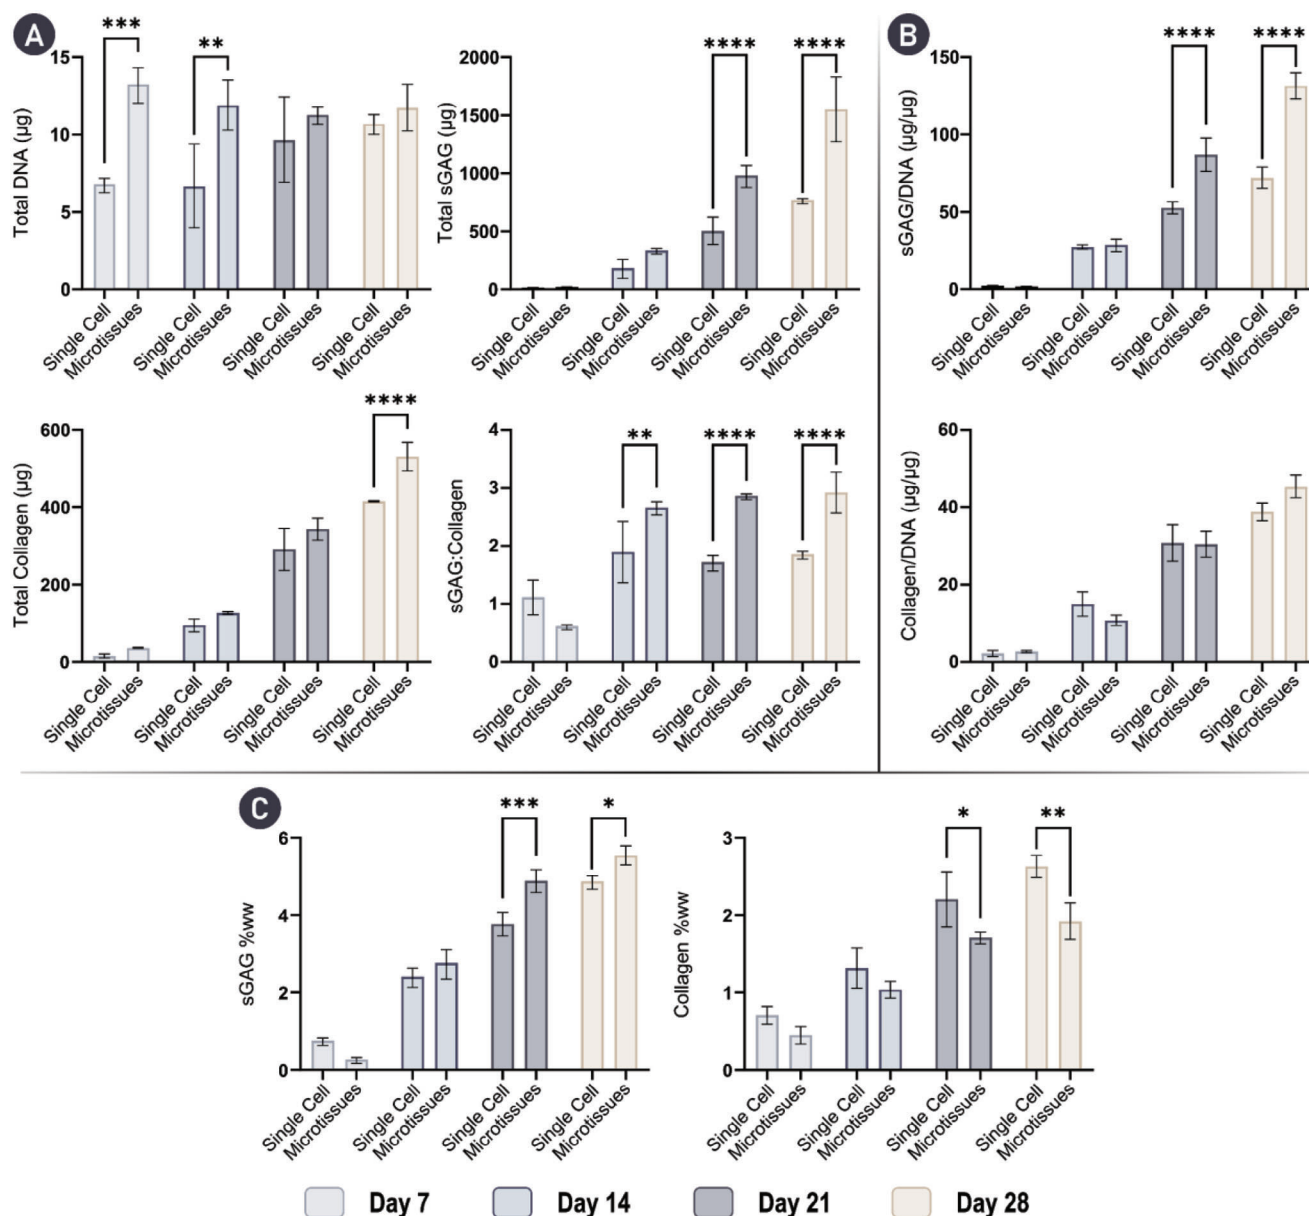 A
***
**
15
10
5
0
Total DNA (µg)
Single Cell
Microtissues
Single Cell
Microtissues
Single Cell
Microtissues
Single Cell
Microtissues
****
****
2000
1500
1000
500
0
Total sGAG (µg)
Single Cell
Microtissues
Single Cell
Microtissues
Single Cell
Microtissues
Single Cell
Microtissues
****
600
400
200
0
Total Collagen (µg)
Single Cell
Microtissues
Single Cell
Microtissues
Single Cell
Microtissues
Single Cell
Microtissues
**
****
****
4
3
2
1
0
sGAG:Collagen
Single Cell
Microtissues
Single Cell
Microtissues
Single Cell
Microtissues
Single Cell
Microtissues
B
****
****
150
100
50
0
sGAG/DNA (µg/µg)
Single Cell
Microtissues
Single Cell
Microtissues
Single Cell
Microtissues
Single Cell
Microtissues
60
40
20
0
Collagen/DNA (µg/µg)
Single Cell
Microtissues
Single Cell
Microtissues
Single Cell
Microtissues
Single Cell
Microtissues
C
***
*
6
4
2
0
sGAG %ww
Single Cell
Microtissues
Single Cell
Microtissues
Single Cell
Microtissues
Single Cell
Microtissues
*
**
3
2
1
0
Collagen %ww
Single Cell
Microtissues
Single Cell
Microtissues
Single Cell
Microtissues
Single Cell
Microtissues
Day 7
Day 14
Day 21
Day 28